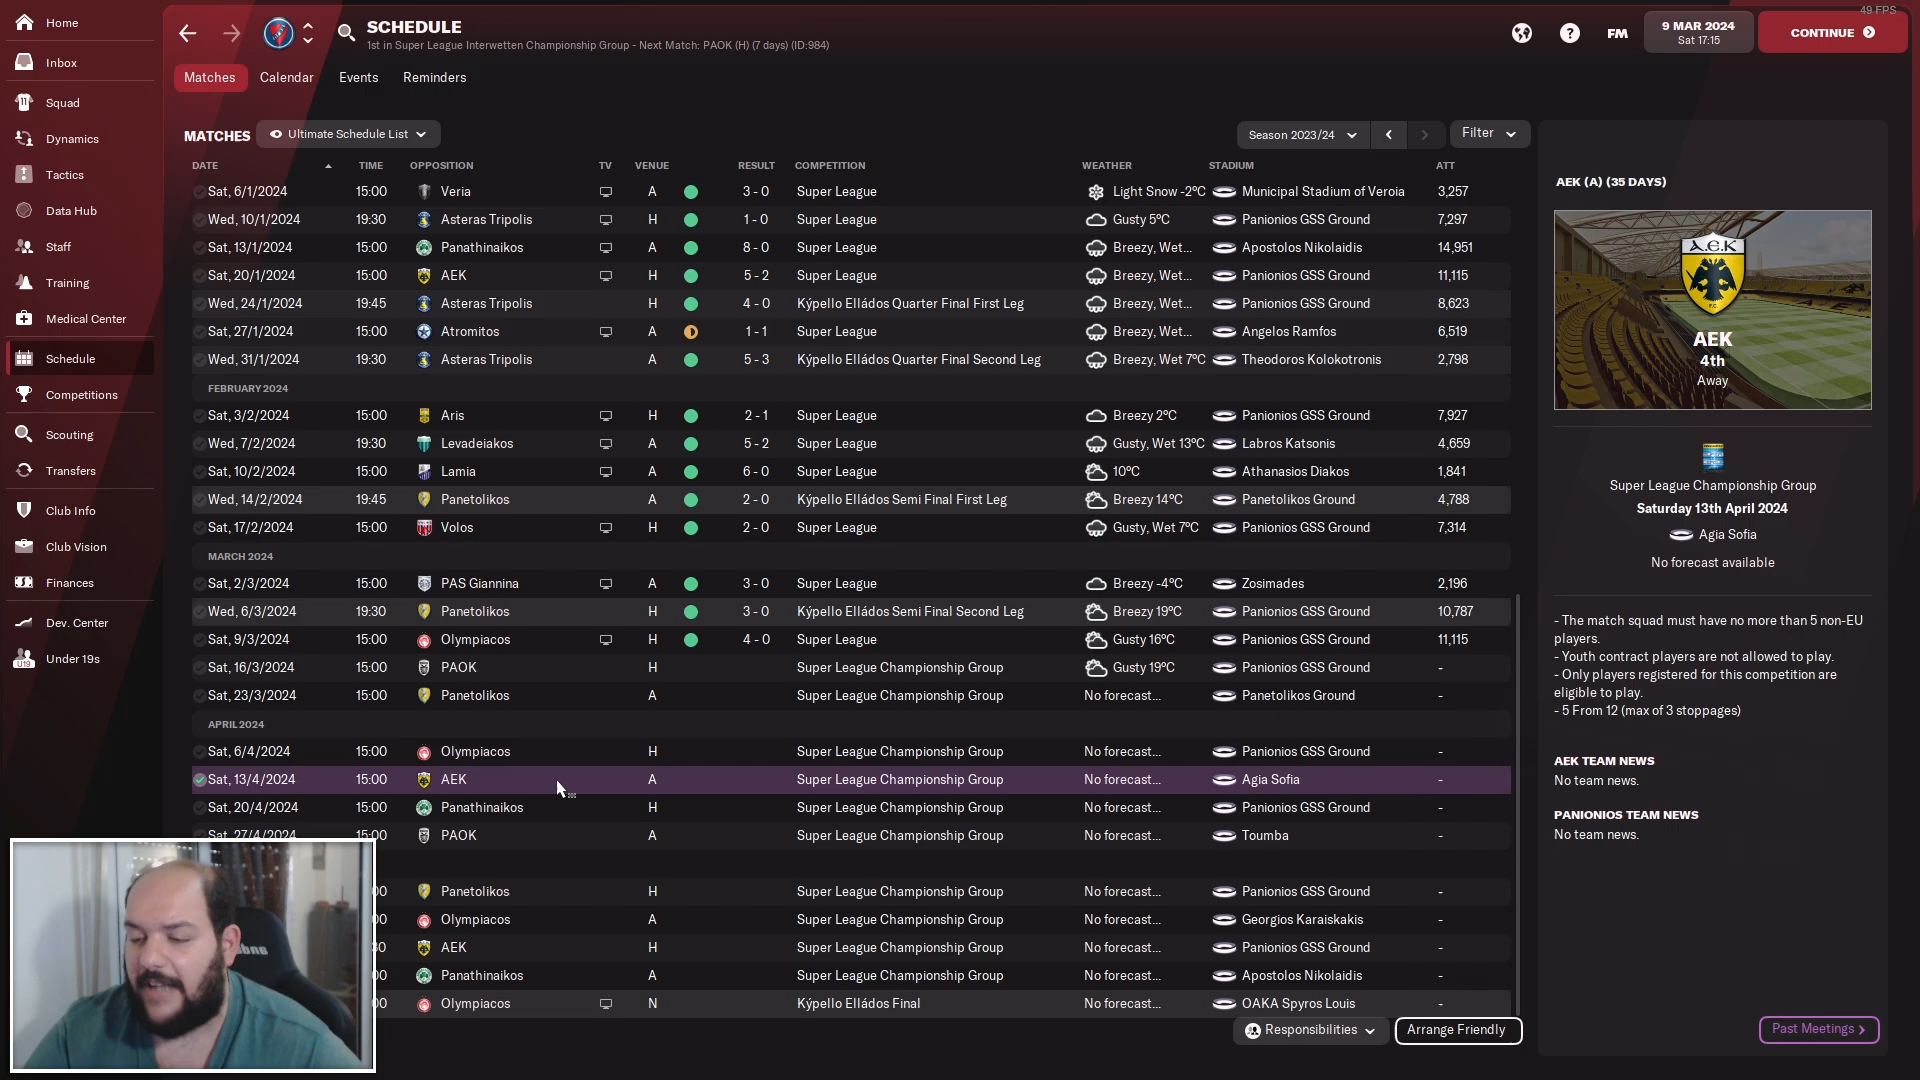 49 FPS
Home
Inbox
Squad
Dynamics
Tactics
Data Hub
Staff
Training
Medical Center
Schedule
Competitions
Scouting
Transfers
Club Info
Club Vision
Finances
Dev. Center
Under 19s
SCHEDULE
1st in Super League Interwetten Championship Group - Next Match: PAOK (H) (7 days) (ID:984)
FM
9 MAR 2024
Sat 17:15
CONTINUE
Matches Calendar Events Reminders
MATCHES Ultimate Schedule List Season 2023/24 Filter
DATE TIME OPPOSITION TV VENUE RESULT COMPETITION WEATHER STADIUM ATT
Sat, 6/1/2024 15:00 Veria A 3 - 0 Super League Light Snow -2ºC Municipal Stadium of Veroia 3,257
Wed, 10/1/2024 19:30 Asteras Tripolis H 1 - 0 Super League Gusty 5ºC Panionios GSS Ground 7,297
Sat, 13/1/2024 15:00 Panathinaikos A 8 - 0 Super League Breezy, Wet... Apostolos Nikolaidis 14,951
Sat, 20/1/2024 15:00 AEK H 5 - 2 Super League Breezy, Wet... Panionios GSS Ground 11,115
Wed, 24/1/2024 19:45 Asteras Tripolis H 4 - 0 Kýpello Elládos Quarter Final First Leg Breezy, Wet... Panionios GSS Ground 8,623
Sat, 27/1/2024 15:00 Atromitos A 1 - 1 Super League Breezy, Wet... Angelos Ramfos 6,519
Wed, 31/1/2024 19:30 Asteras Tripolis A 5 - 3 Kýpello Elládos Quarter Final Second Leg Breezy, Wet 7ºC Theodoros Kolokotronis 2,798
FEBRUARY 2024
Sat, 3/2/2024 15:00 Aris H 2 - 1 Super League Breezy 2ºC Panionios GSS Ground 7,927
Wed, 7/2/2024 19:30 Levadeiakos A 5 - 2 Super League Gusty, Wet 13ºC Labros Katsonis 4,659
Sat, 10/2/2024 15:00 Lamia A 6 - 0 Super League 10ºC Athanasios Diakos 1,841
Wed, 14/2/2024 19:45 Panetolikos A 2 - 0 Kýpello Elládos Semi Final First Leg Breezy 14ºC Panetolikos Ground 4,788
Sat, 17/2/2024 15:00 Volos H 2 - 0 Super League Gusty, Wet 7ºC Panionios GSS Ground 7,314
MARCH 2024
Sat, 2/3/2024 15:00 PAS Giannina A 3 - 0 Super League Breezy -4ºC Zosimades 2,196
Wed, 6/3/2024 19:30 Panetolikos H 3 - 0 Kýpello Elládos Semi Final Second Leg Breezy 19ºC Panionios GSS Ground 10,787
Sat, 9/3/2024 15:00 Olympiacos H 4 - 0 Super League Gusty 16ºC Panionios GSS Ground 11,115
Sat, 16/3/2024 15:00 PAOK H Super League Championship Group Gusty 19ºC Panionios GSS Ground -
Sat, 23/3/2024 15:00 Panetolikos A Super League Championship Group No forecast... Panetolikos Ground -
APRIL 2024
Sat, 6/4/2024 15:00 Olympiacos H Super League Championship Group No forecast... Panionios GSS Ground -
Sat, 13/4/2024 15:00 AEK A Super League Championship Group No forecast... Agia Sofia -
Sat, 20/4/2024 15:00 Panathinaikos H Super League Championship Group No forecast... Panionios GSS Ground -
Sat, 27/4/2024 15:00 PAOK A Super League Championship Group No forecast... Toumba -
00 Panetolikos H Super League Championship Group No forecast... Panionios GSS Ground -
00 Olympiacos A Super League Championship Group No forecast... Georgios Karaiskakis -
30 AEK H Super League Championship Group No forecast... Panionios GSS Ground -
00 Panathinaikos A Super League Championship Group No forecast... Apostolos Nikolaidis -
00 Olympiacos N Kýpello Elládos Final No forecast... OAKA Spyros Louis -
Responsibilities Arrange Friendly
AEK (A) (35 DAYS)
A.E.K
F.C.
AEK
4th
Away
Super League Championship Group
Saturday 13th April 2024
Agia Sofia
No forecast available
- The match squad must have no more than 5 non-EU
players.
- Youth contract players are not allowed to play.
- Only players registered for this competition are
eligible to play.
- 5 From 12 (max of 3 stoppages)
AEK TEAM NEWS
No team news.
PANIONIOS TEAM NEWS
No team news.
Past Meetings